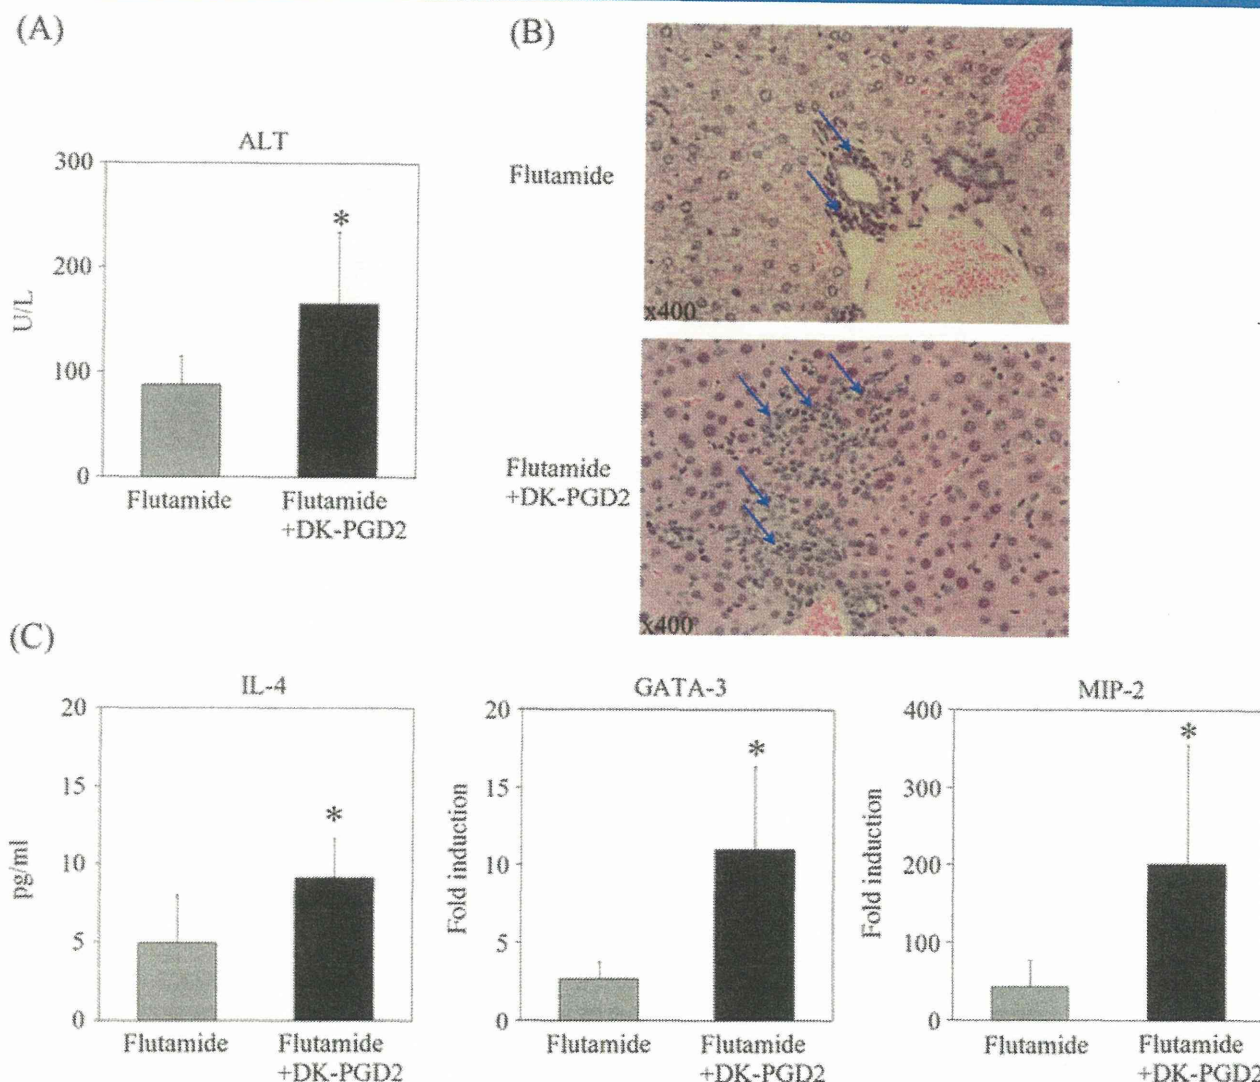 (A)
ALT
300
200
100
0
U/L
*
Flutamide
Flutamide
+DK-PGD2
(B)
Flutamide
x400
Flutamide
+DK-PGD2
x400
(C)
IL-4
20
15
10
5
0
pg/ml
*
Flutamide
Flutamide
+DK-PGD2
GATA-3
20
15
10
5
0
Fold induction
*
Flutamide
Flutamide
+DK-PGD2
MIP-2
400
300
200
100
0
Fold induction
*
Flutamide
Flutamide
+DK-PGD2